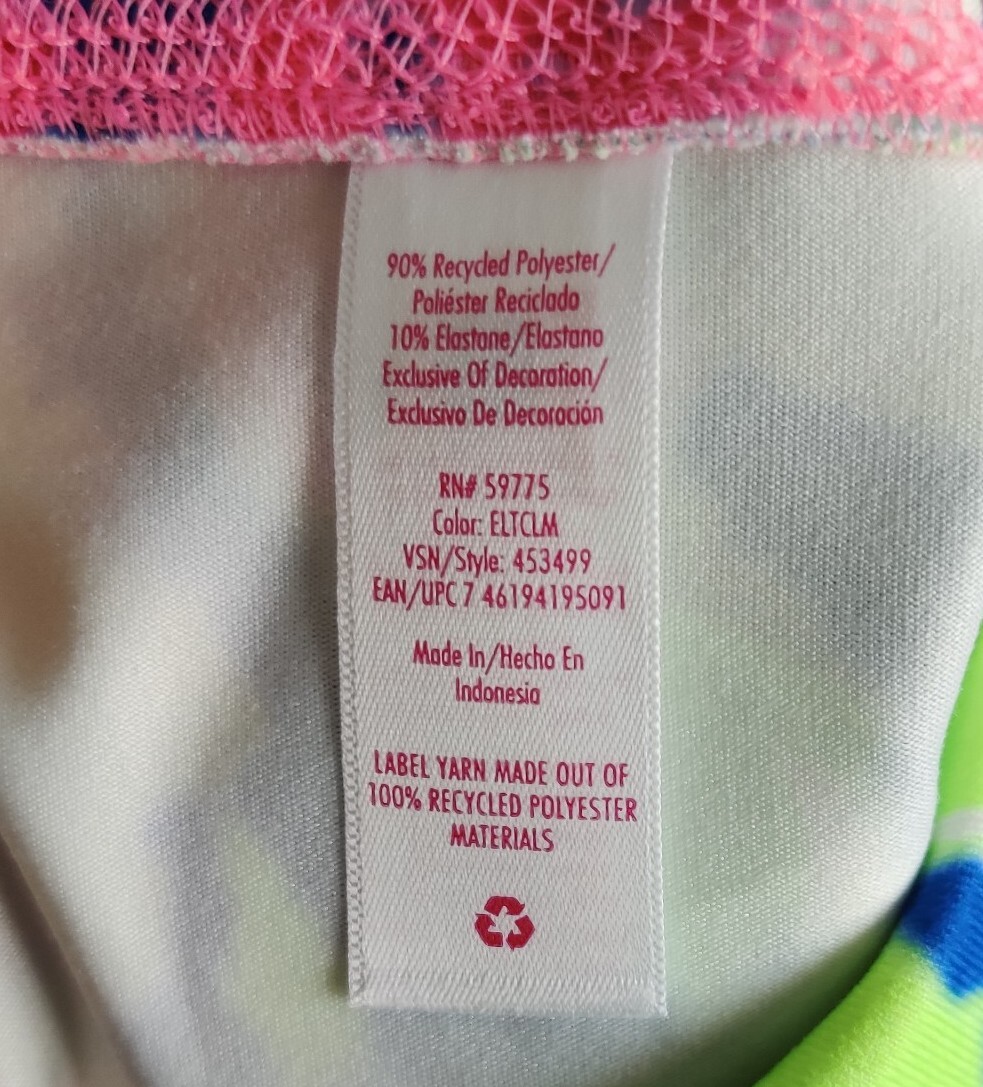 90% Recycled Polyester/
Poliéster Reciclado
10% Elastane/Elastano
Exclusive Of Decoration/
Exclusivo De Decoración
RN# 59775
Color: ELTCLM
VSN/Style: 453499
EAN/UPC 7 46194195091
Made In/Hecho En
Indonesia
LABEL YARN MADE OUT OF
100% RECYCLED POLYESTER
MATERIALS